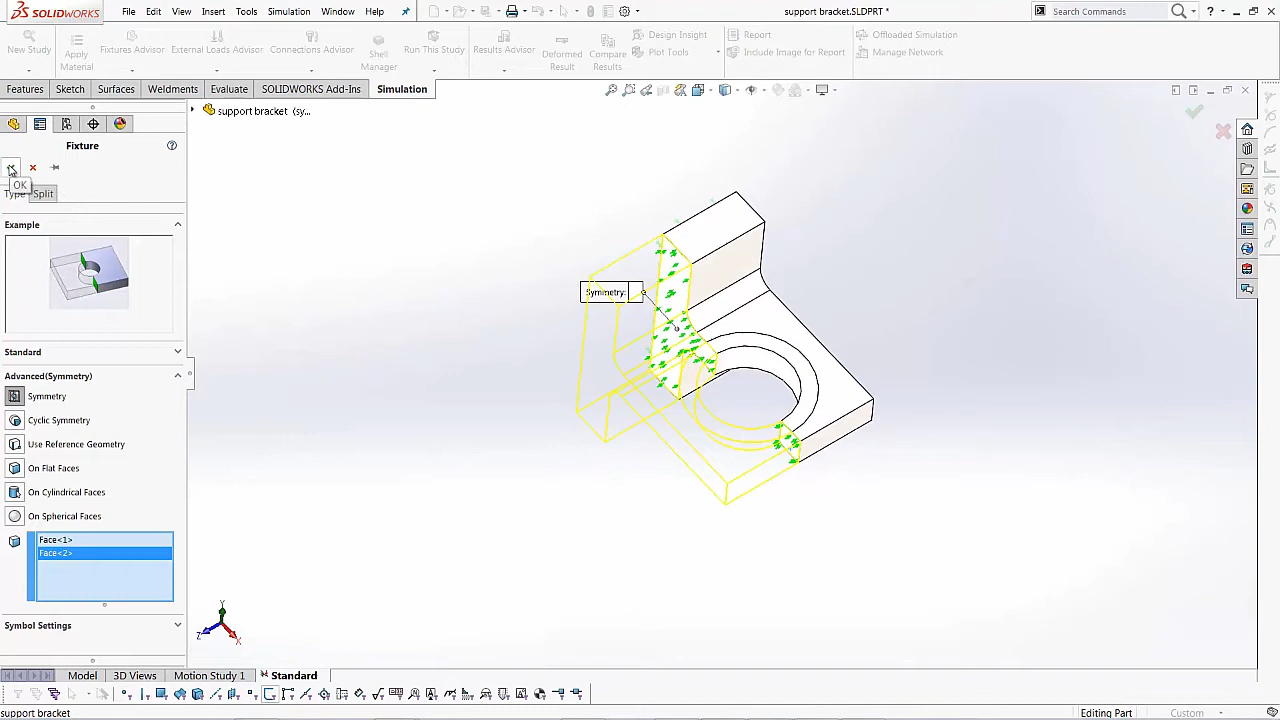 SOLIDWORKS File Edit View Insert Tools Simulation Window Help support bracket.SLDPRT * Search Commands ?
New Study
Apply Material
Fixtures Advisor
External Loads Advisor
Connections Advisor
Shell Manager
Run This Study
Results Advisor
Deformed Result
Compare Results
Design Insight
Plot Tools
Report
Include Image for Report
Offloaded Simulation
Manage Network
Features Sketch Surfaces Weldments Evaluate SOLIDWORKS Add-Ins Simulation
support bracket (sy...
Fixture
OK
Type Split
Example
Symmetry:
Standard
Advanced(Symmetry)
Symmetry
Cyclic Symmetry
Use Reference Geometry
On Flat Faces
On Cylindrical Faces
On Spherical Faces
Face<1>
Face<2>
Symbol Settings
Y
Z
X
Model 3D Views Motion Study 1 Standard
support bracket Editing Part Custom